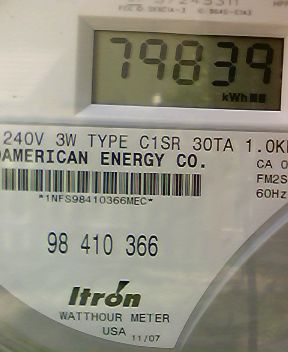 79839
kWh
240V 3W TYPE C1SR 30TA 1.0K
AMERICAN ENERGY CO.
CA 0
*1NFS98410366MEC*
FM2S
60Hz
98 410 366
Itron
WATTHOUR METER
USA 11/07